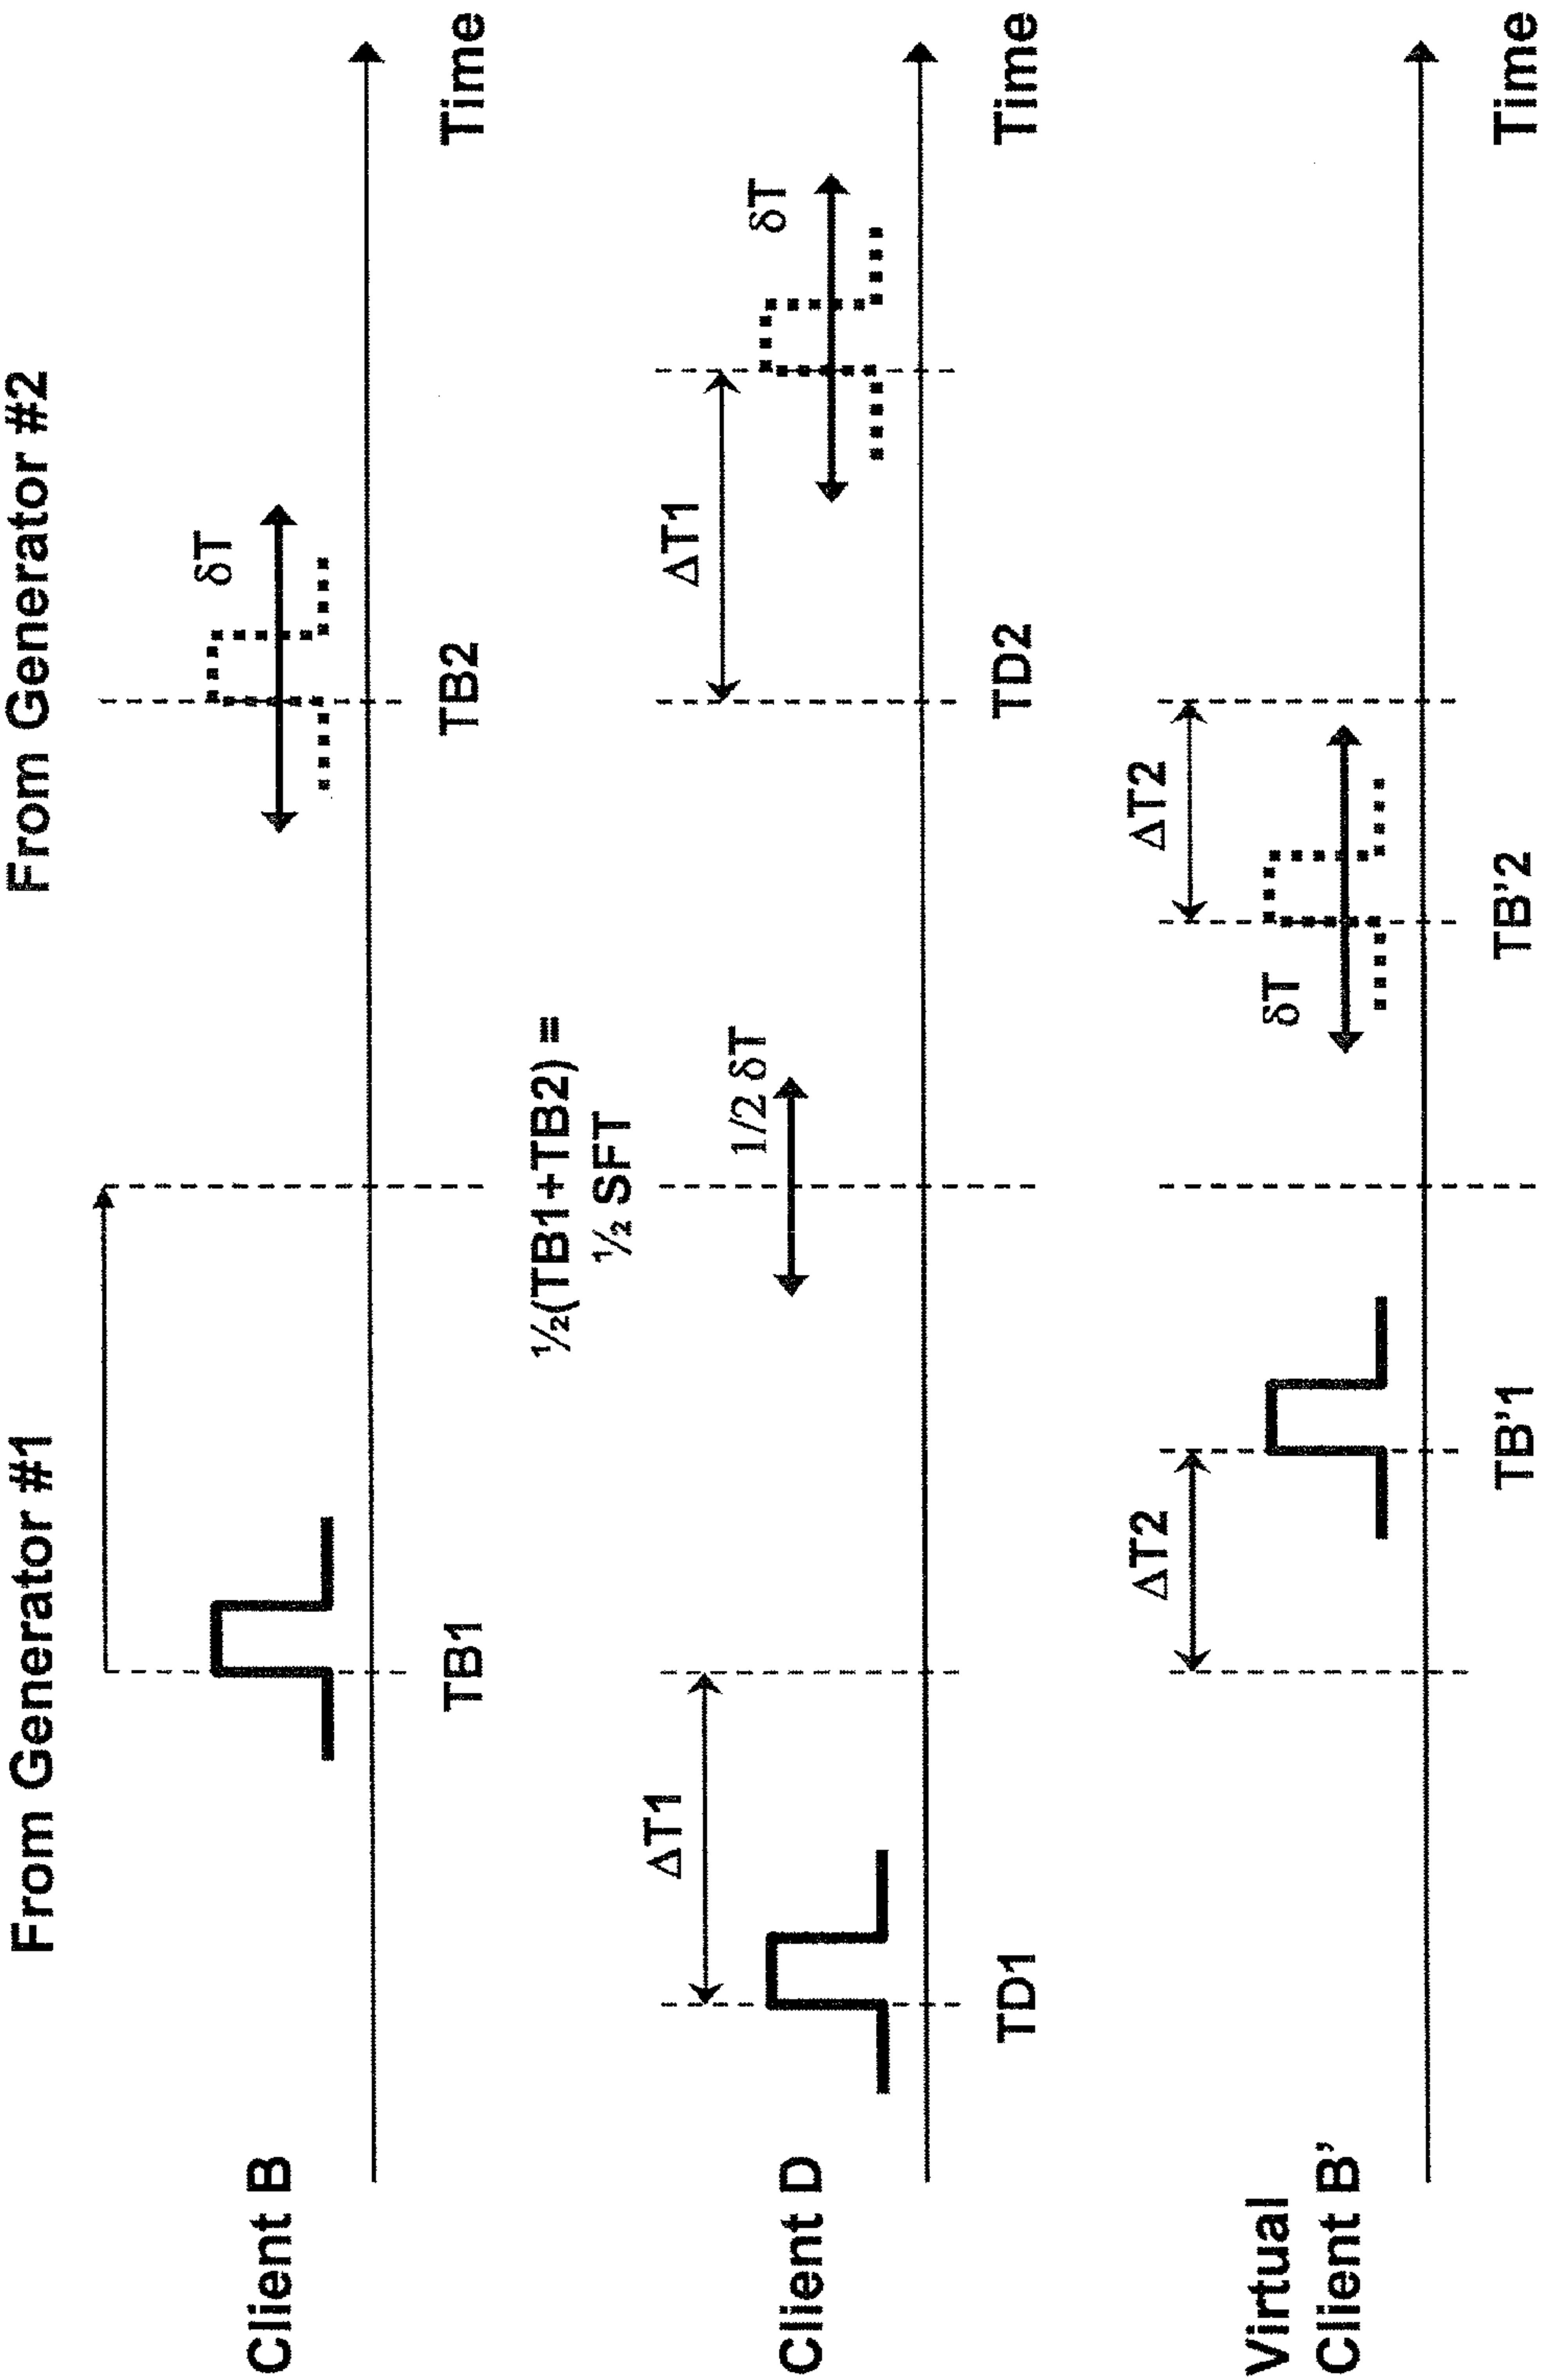 From Generator #1
From Generator #2
Client B
δT
TB1
TB2
Time
½(TB1+TB2) =
½ SFT
Client D
ΔT1
1/2 δT
ΔT1
δT
TD1
TD2
Time
Virtual
Client B'
ΔT2
δT
ΔT2
TB'1
TB'2
Time